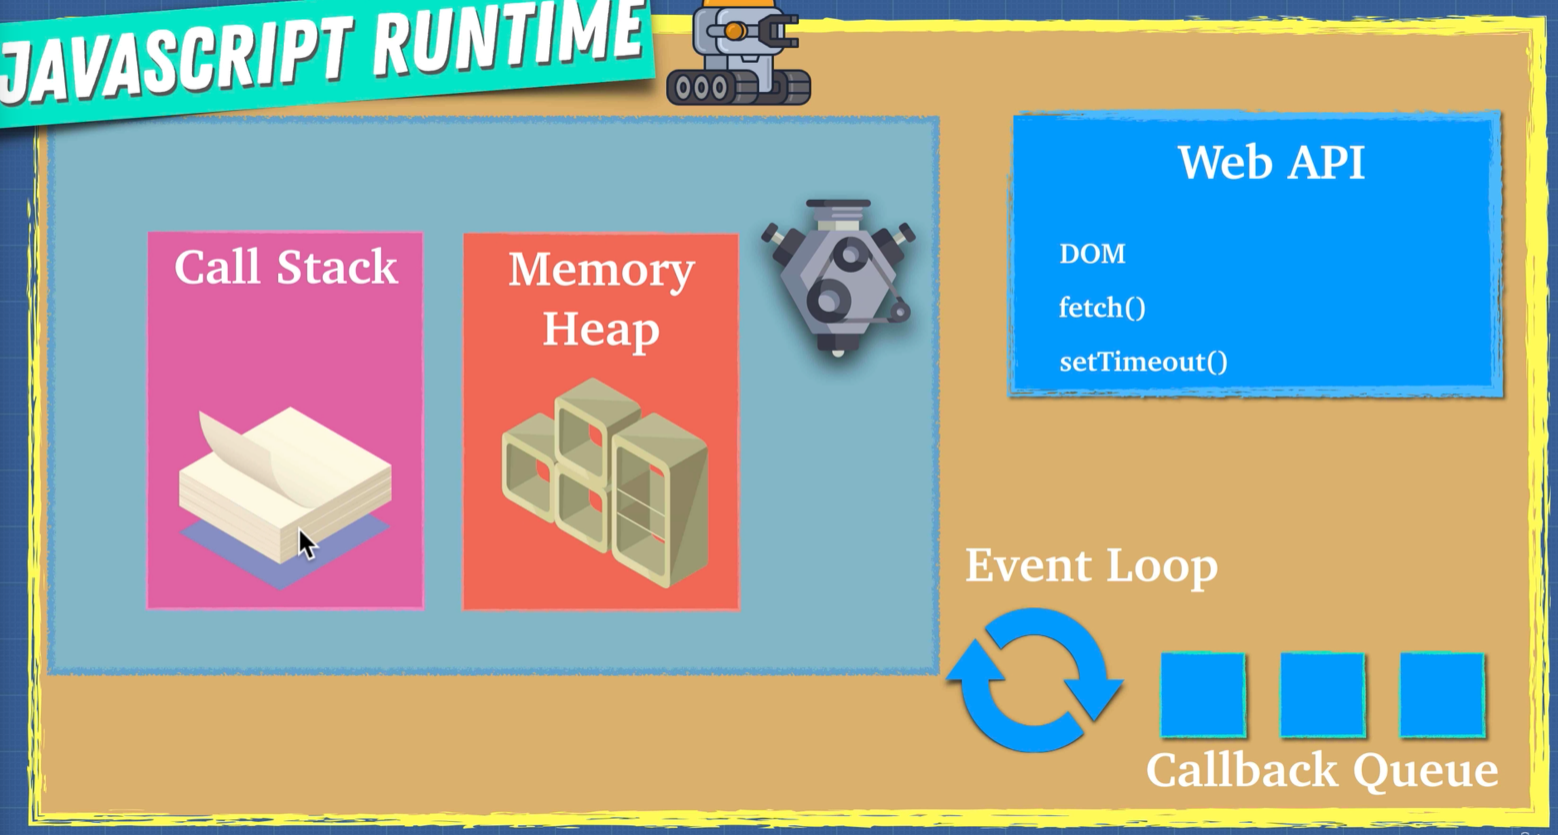 JAVASCRIPT RUNTIME
Call Stack
Memory
Heap
Web API
DOM
fetch()
setTimeout()
Event Loop
Callback Queue